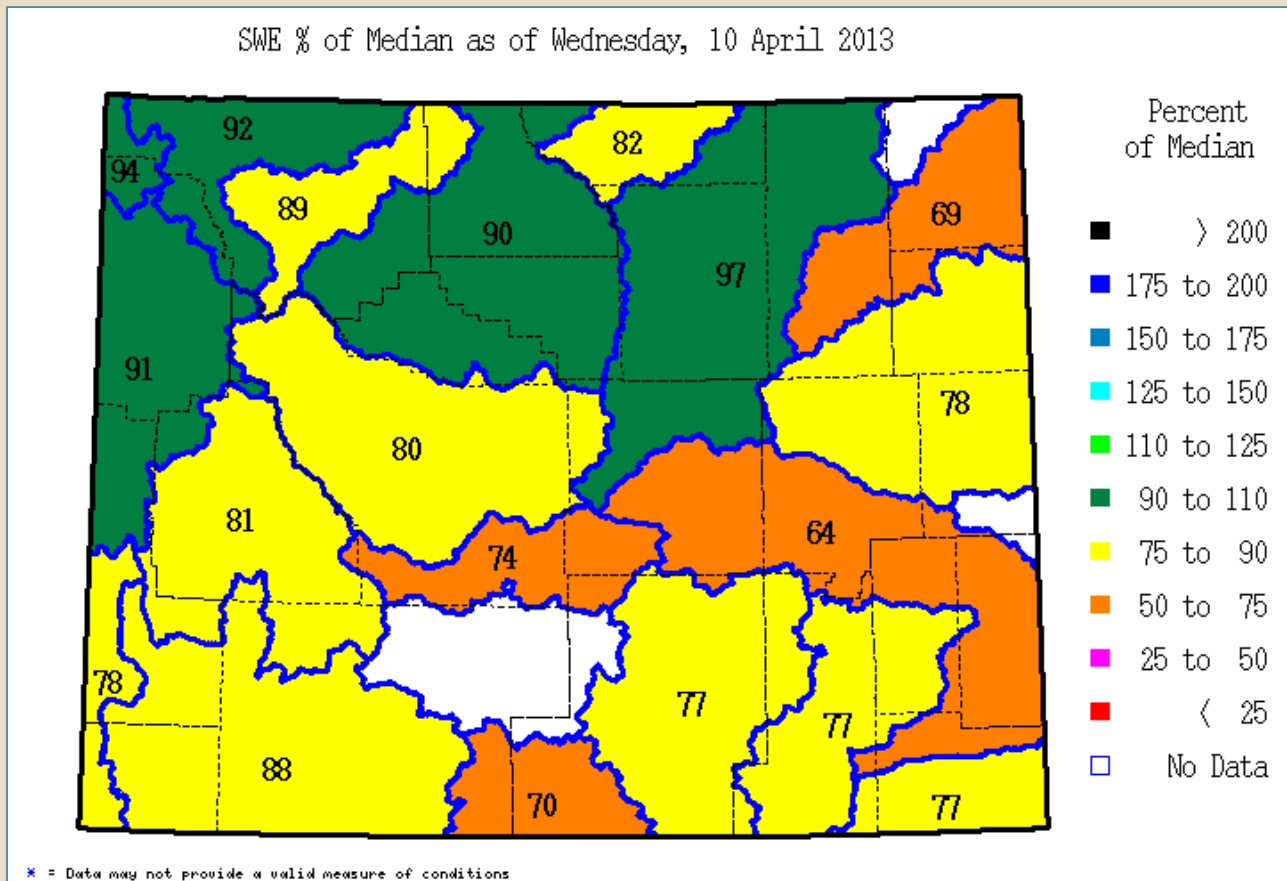 SWE % of Median as of Wednesday, 10 April 2013
92
94
89
82
90
69
97
91
78
80
81
74
64
78
77
77
88
70
77
Percent
of Median
> 200
175 to 200
150 to 175
125 to 150
110 to 125
90 to 110
75 to 90
50 to 75
25 to 50
< 25
No Data
* = Data may not provide a valid measure of conditions